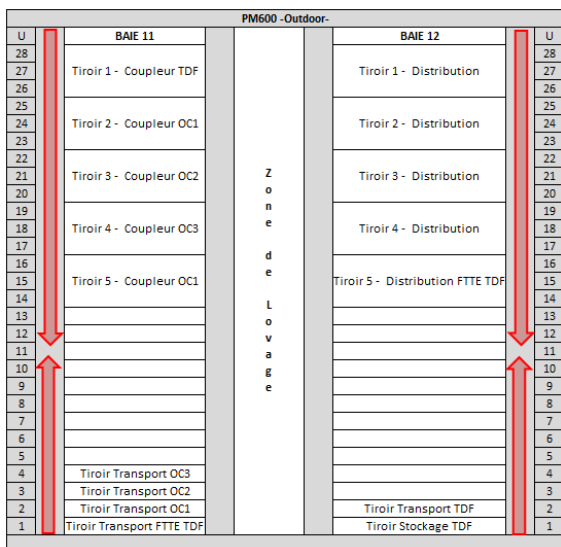 PM600 -Outdoor-
U BAIE 11 BAIE 12 U
28 28
27 Tiroir 1 - Coupleur TDF Tiroir 1 - Distribution 27
26 26
25 25
24 Tiroir 2 - Coupleur OC1 Tiroir 2 - Distribution 24
23 23
22 22
21 Tiroir 3 - Coupleur OC2 Tiroir 3 - Distribution 21
20 20
19 19
18 Tiroir 4 - Coupleur OC3 Tiroir 4 - Distribution 18
17 17
16 16
15 Tiroir 5 - Coupleur OC1 Tiroir 5 - Distribution FTTE TDF 15
14 14
13 13
12 12
11 11
10 10
9 9
8 8
7 7
6 6
5 5
4 Tiroir Transport OC3 4
3 Tiroir Transport OC2 3
2 Tiroir Transport OC1 Tiroir Transport TDF 2
1 Tiroir Transport FTTE TDF Tiroir Stockage TDF 1
Zone de Lovage